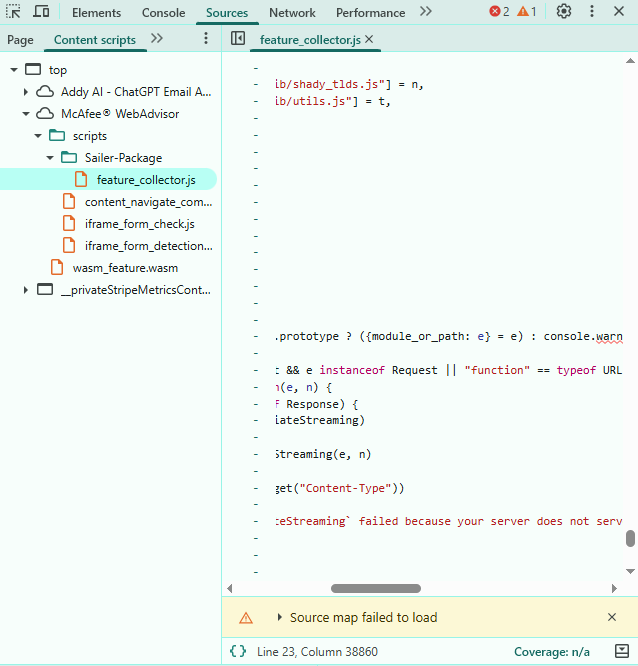 Elements Console Sources Network Performance 2 1
Page Content scripts feature_collector.js
top
Addy AI - ChatGPT Email A...
McAfee® WebAdvisor
scripts
Sailer-Package
feature_collector.js
content_navigate_com...
iframe_form_check.js
iframe_form_detection...
wasm_feature.wasm
__privateStripeMetricsCont...
-
- ib/shady_tlds.js"] = n,
- ib/utils.js"] = t,
-
-
-
-
-
-
-
-
-
-
-
-
-
- .prototype ? ({module_or_path: e} = e) : console.warn
-
- t && e instanceof Request || "function" == typeof URL
- n(e, n) {
- f Response) {
- iateStreaming)
-
- Streaming(e, n)
-
- get("Content-Type"))
-
- teStreaming` failed because your server does not serv
-
-
-
Source map failed to load
{} Line 23, Column 38860 Coverage: n/a